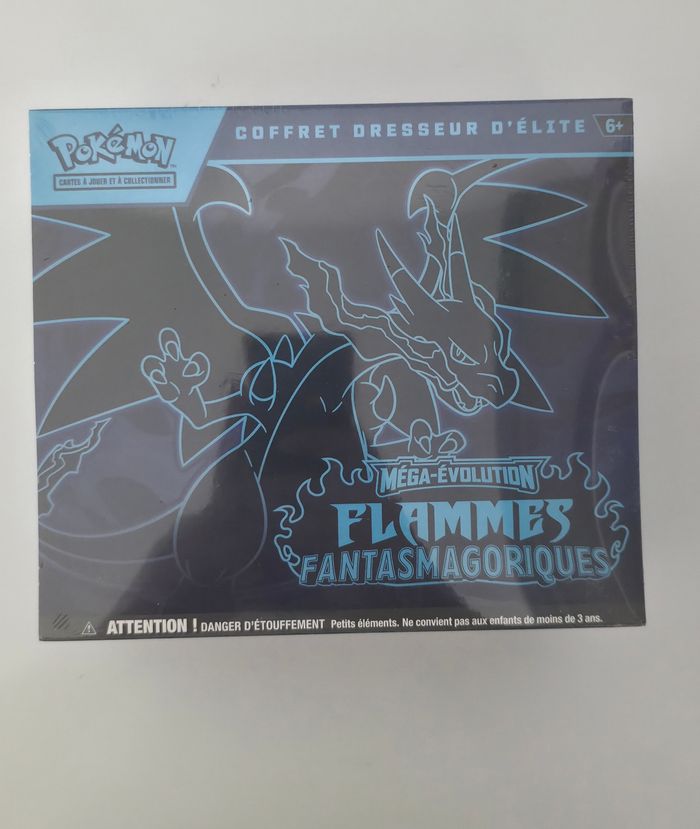 POKÉMON™
CARTES À JOUER ET À COLLECTIONNER
COFFRET DRESSEUR D'ÉLITE
6+
MÉGA-ÉVOLUTION
FLAMMES
FANTASMAGORIQUES
ATTENTION ! DANGER D'ÉTOUFFEMENT Petits éléments. Ne convient pas aux enfants de moins de 3 ans.